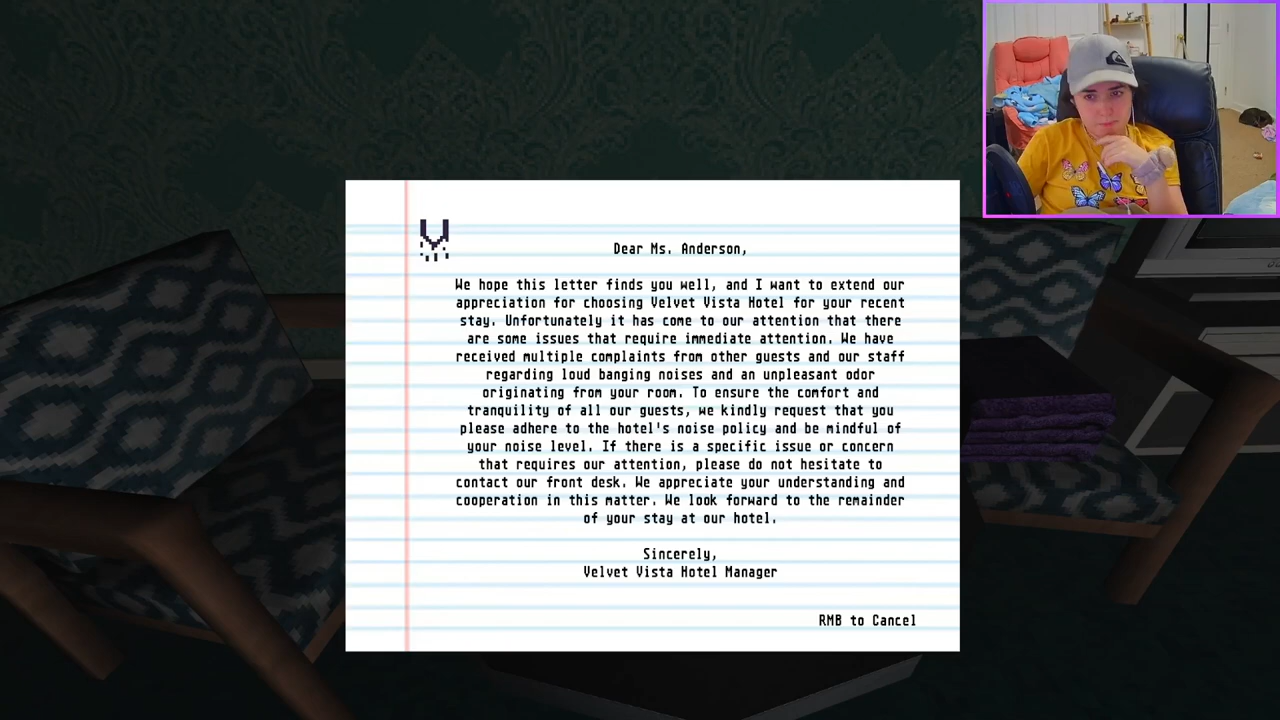 Dear Ms. Anderson,
We hope this letter finds you well, and I want to extend our
appreciation for choosing Velvet Vista Hotel for your recent
stay. Unfortunately it has come to our attention that there
are some issues that require immediate attention. We have
received multiple complaints from other guests and our staff
regarding loud banging noises and an unpleasant odor
originating from your room. To ensure the comfort and
tranquility of all our guests, we kindly request that you
please adhere to the hotel's noise policy and be mindful of
your noise level. If there is a specific issue or concern
that requires our attention, please do not hesitate to
contact our front desk. We appreciate your understanding and
cooperation in this matter. We look forward to the remainder
of your stay at our hotel.
Sincerely,
Velvet Vista Hotel Manager
RMB to Cancel